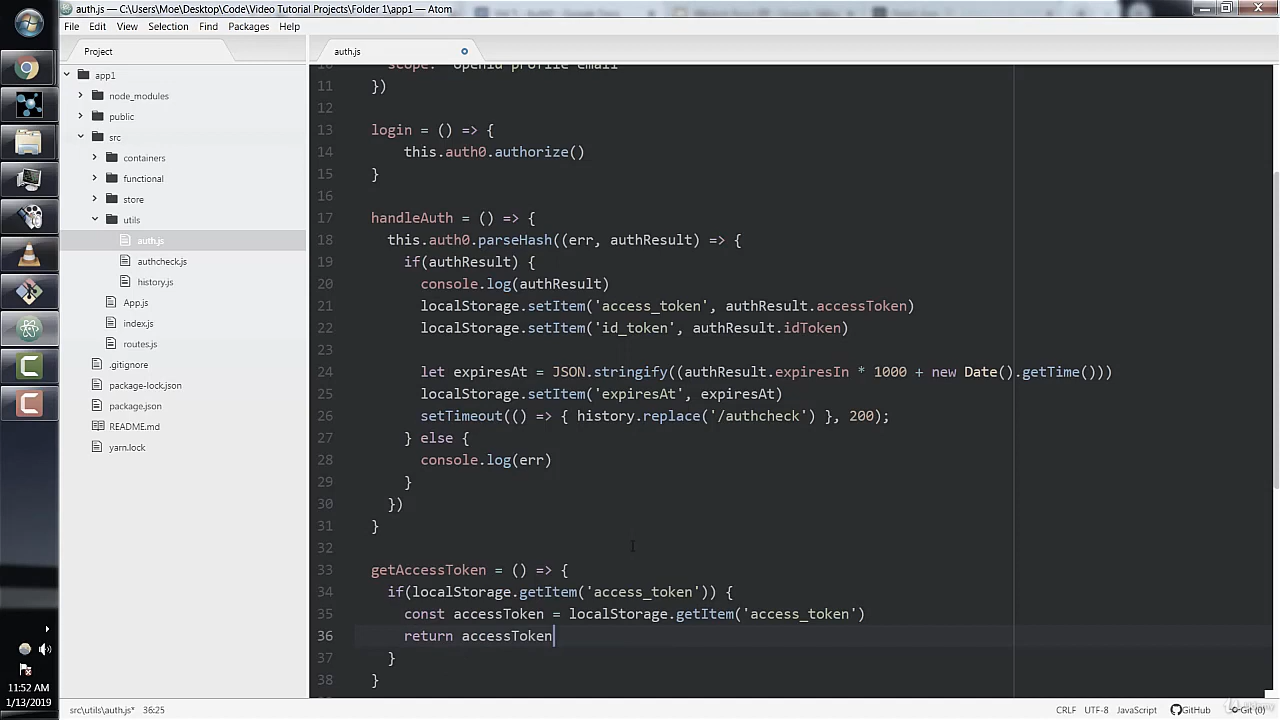 auth.js — C:\Users\Moe\Desktop\Code\Video Tutorial Projects\Folder 1\app1 — Atom
File Edit View Selection Find Packages Help
Project
app1
node_modules
public
src
containers
functional
store
utils
auth.js
authcheck.js
history.js
App.js
index.js
routes.js
.gitignore
package-lock.json
package.json
README.md
yarn.lock
auth.js
11 })
12
13 login = () => {
14 this.auth0.authorize()
15 }
16
17 handleAuth = () => {
18 this.auth0.parseHash((err, authResult) => {
19 if(authResult) {
20 console.log(authResult)
21 localStorage.setItem('access_token', authResult.accessToken)
22 localStorage.setItem('id_token', authResult.idToken)
23
24 let expiresAt = JSON.stringify((authResult.expiresIn * 1000 + new Date().getTime()))
25 localStorage.setItem('expiresAt', expiresAt)
26 setTimeout(() => { history.replace('/authcheck') }, 200);
27 } else {
28 console.log(err)
29 }
30 })
31 }
32
33 getAccessToken = () => {
34 if(localStorage.getItem('access_token')) {
35 const accessToken = localStorage.getItem('access_token')
36 return accessToken
37 }
}
11:52 AM
1/13/2019
src\utils\auth.js* 36:25
CRLF UTF-8 JavaScript GitHub Git (0)